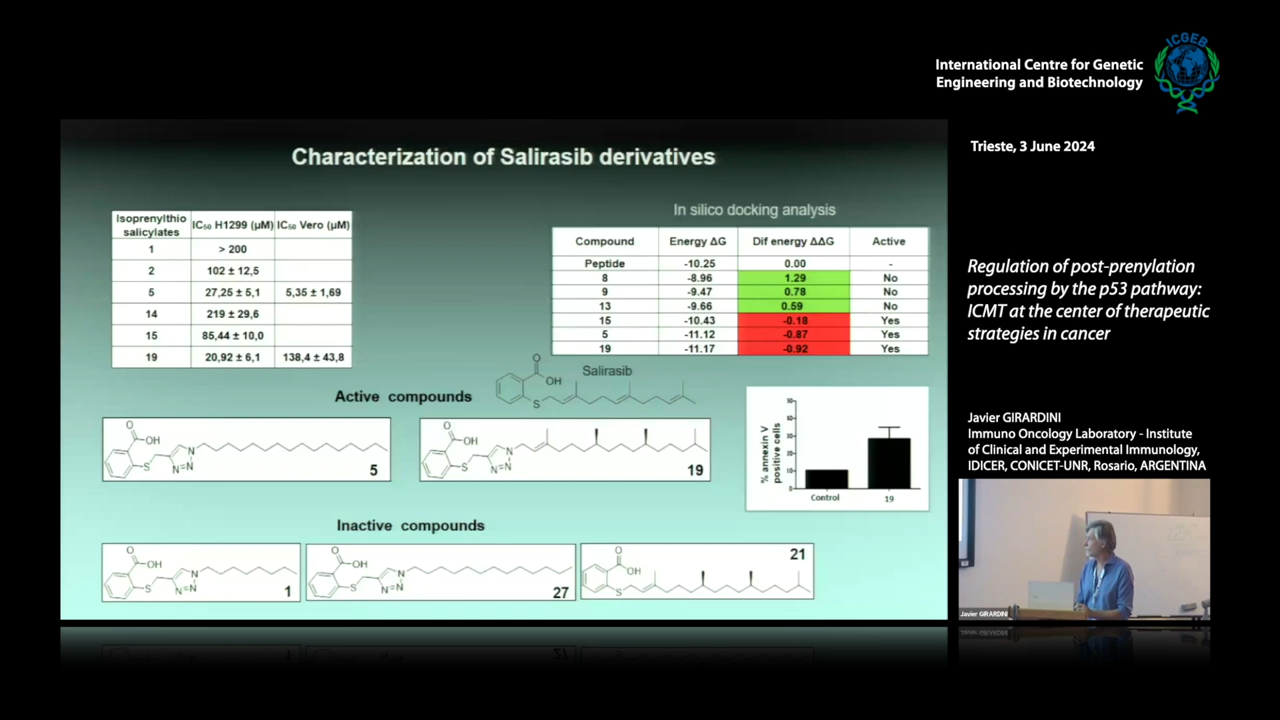 ICGEB
International Centre for Genetic
Engineering and Biotechnology
Trieste, 3 June 2024
Regulation of post-prenylation
processing by the p53 pathway:
ICMT at the center of therapeutic
strategies in cancer
Javier GIRARDINI
Immuno Oncology Laboratory - Institute
of Clinical and Experimental Immunology,
IDICER, CONICET-UNR, Rosario, ARGENTINA
Javier GIRARDINI
Characterization of Salirasib derivatives
Isoprenylthio salicylates IC₅₀ H1299 (µM) IC₅₀ Vero (µM)
1 > 200
2 102 ± 12,5
5 27,25 ± 5,1 5,35 ± 1,69
14 219 ± 29,6
15 85,44 ± 10,0
19 20,92 ± 6,1 138,4 ± 43,8
In silico docking analysis
Compound Energy ΔG Dif energy ΔΔG Active
Peptide -10.25 0.00 -
8 -8.96 1.29 No
9 -9.47 0.78 No
13 -9.66 0.59 No
15 -10.43 -0.18 Yes
5 -11.12 -0.87 Yes
19 -11.17 -0.92 Yes
Salirasib
O
OH
S
Active compounds
O
OH
S
N=N
N
5
O
OH
S
N=N
N
19
% annexin V
positive cells
Control 19
Inactive compounds
O
OH
S
N=N
N
1
O
OH
S
N=N
N
27
O
OH
S
21